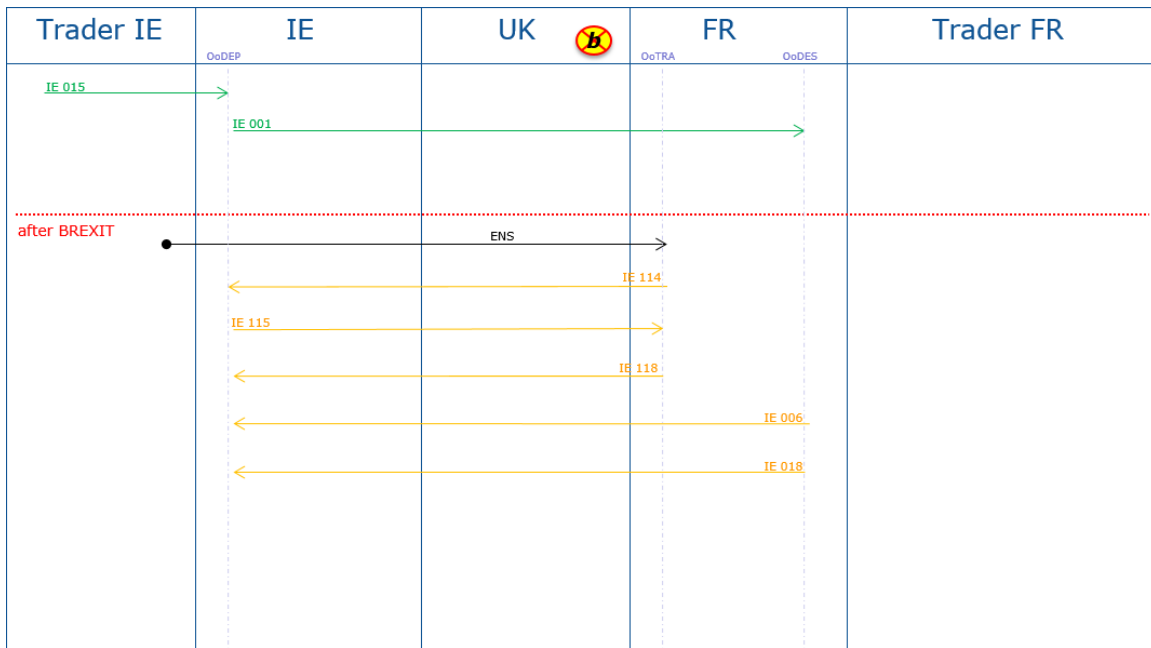 Trader IE
IE
UK
b
FR
Trader FR
OoDEP
OoTRA
OoDES
IE 015
IE 001
after BREXIT
ENS
IE 114
IE 115
IE 118
IE 006
IE 018